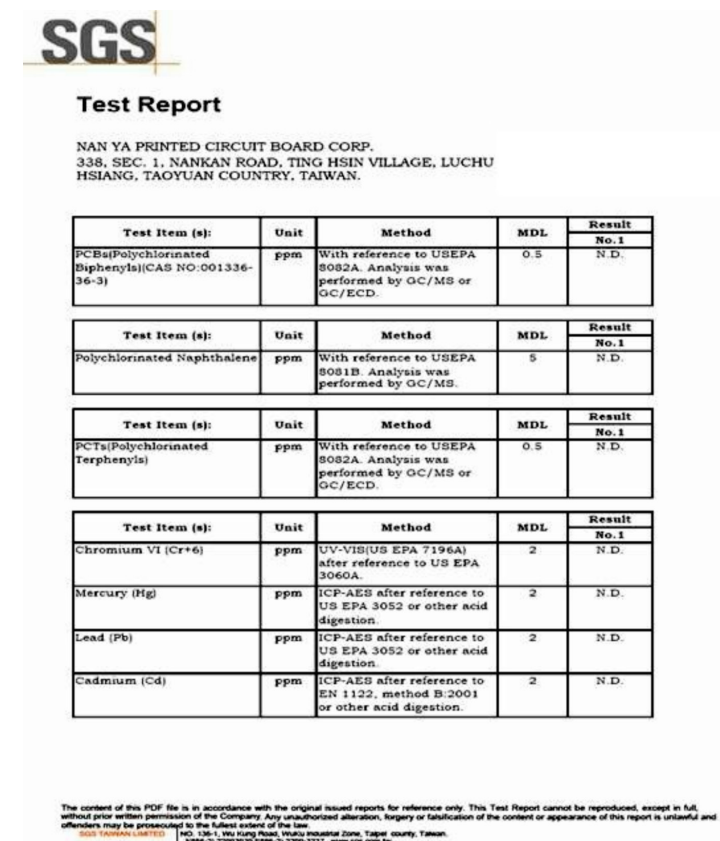 SGS
Test Report
NAN YA PRINTED CIRCUIT BOARD CORP.
338, SEC. 1, NANKAN ROAD, TING HSIN VILLAGE, LUCHU
HSIANG, TAOYUAN COUNTRY, TAIWAN.
Test Item (s): Unit Method MDL Result
No.1
PCBs(Polychlorinated ppm With reference to USEPA 0.5 N.D.
Biphenyls)(CAS NO:001336- 8082A. Analysis was
36-3) performed by GC/MS or
GC/ECD.
Test Item (s): Unit Method MDL Result
No.1
Polychlorinated Naphthalene ppm With reference to USEPA 5 N.D.
8081B. Analysis was
performed by GC/MS.
Test Item (s): Unit Method MDL Result
No.1
PCTs(Polychlorinated ppm With reference to USEPA 0.5 N.D.
Terphenyls) 8082A. Analysis was
performed by GC/MS or
GC/ECD.
Test Item (s): Unit Method MDL Result
No.1
Chromium VI (Cr+6) ppm UV-VIS(US EPA 7196A) 2 N.D.
after reference to US EPA
3060A.
Mercury (Hg) ppm ICP-AES after reference to 2 N.D.
US EPA 3052 or other acid
digestion.
Lead (Pb) ppm ICP-AES after reference to 2 N.D.
US EPA 3052 or other acid
digestion.
Cadmium (Cd) ppm ICP-AES after reference to 2 N.D.
EN 1122, method B:2001
or other acid digestion.
The content of this PDF file is in accordance with the original issued reports for reference only. This Test Report cannot be reproduced, except in full,
without prior written permission of the Company. Any unauthorized alteration, forgery or falsification of the content or appearance of this report is unlawful and
offenders may be prosecuted to the fullest extent of the law.
SGS TAIWAN LIMITED NO. 136-1, Wu Kung Road, WuKu Industrial Zone, Taipei county, Taiwan.